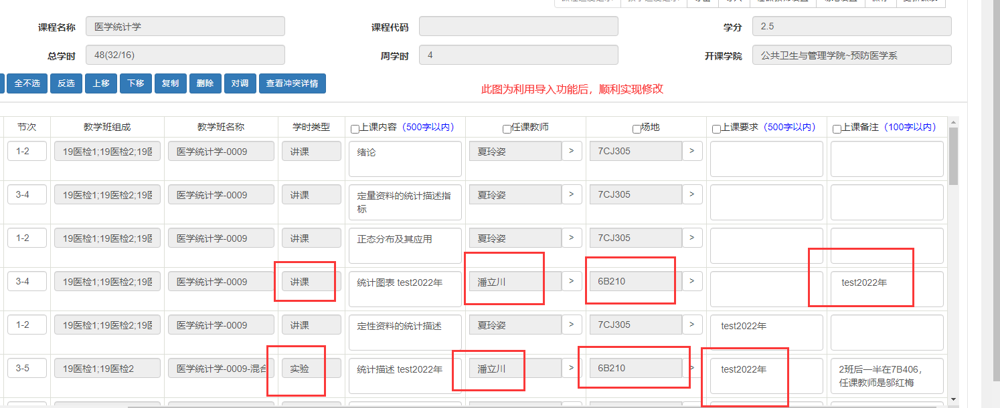 课程名称 医学统计学 课程代码 学分 2.5
总学时 48(32/16) 周学时 4 开课学院 公共卫生与管理学院~预防医学系
全不选 反选 上移 下移 复制 删除 对调 查看冲突详情
此图为利用导入功能后，顺利实现修改
节次 教学班组成 教学班名称 学时类型 上课内容（500字以内） 任课教师 场地 上课要求（500字以内） 上课备注（100字以内）
1-2 19医检1;19医检2;19医 医学统计学-0009 讲课 绪论 夏玲姿 > 7CJ305 >
3-4 19医检1;19医检2;19医 医学统计学-0009 讲课 定量资料的统计描述指 夏玲姿 > 7CJ305 >
标
1-2 19医检1;19医检2;19医 医学统计学-0009 讲课 正态分布及其应用 夏玲姿 > 7CJ305 >
3-4 19医检1;19医检2;19医 医学统计学-0009 讲课 统计图表 test2022年 潘立川 > 6B210 > test2022年
1-2 19医检1;19医检2;19医 医学统计学-0009 讲课 定性资料的统计描述 夏玲姿 > 7CJ305 > test2022年
3-5 19医检1;19医检2 医学统计学-0009-混合 实验 统计描述 test2022年 潘立川 > 6B210 > test2022年 2班后一半在7B406，
任课教师是邬红梅